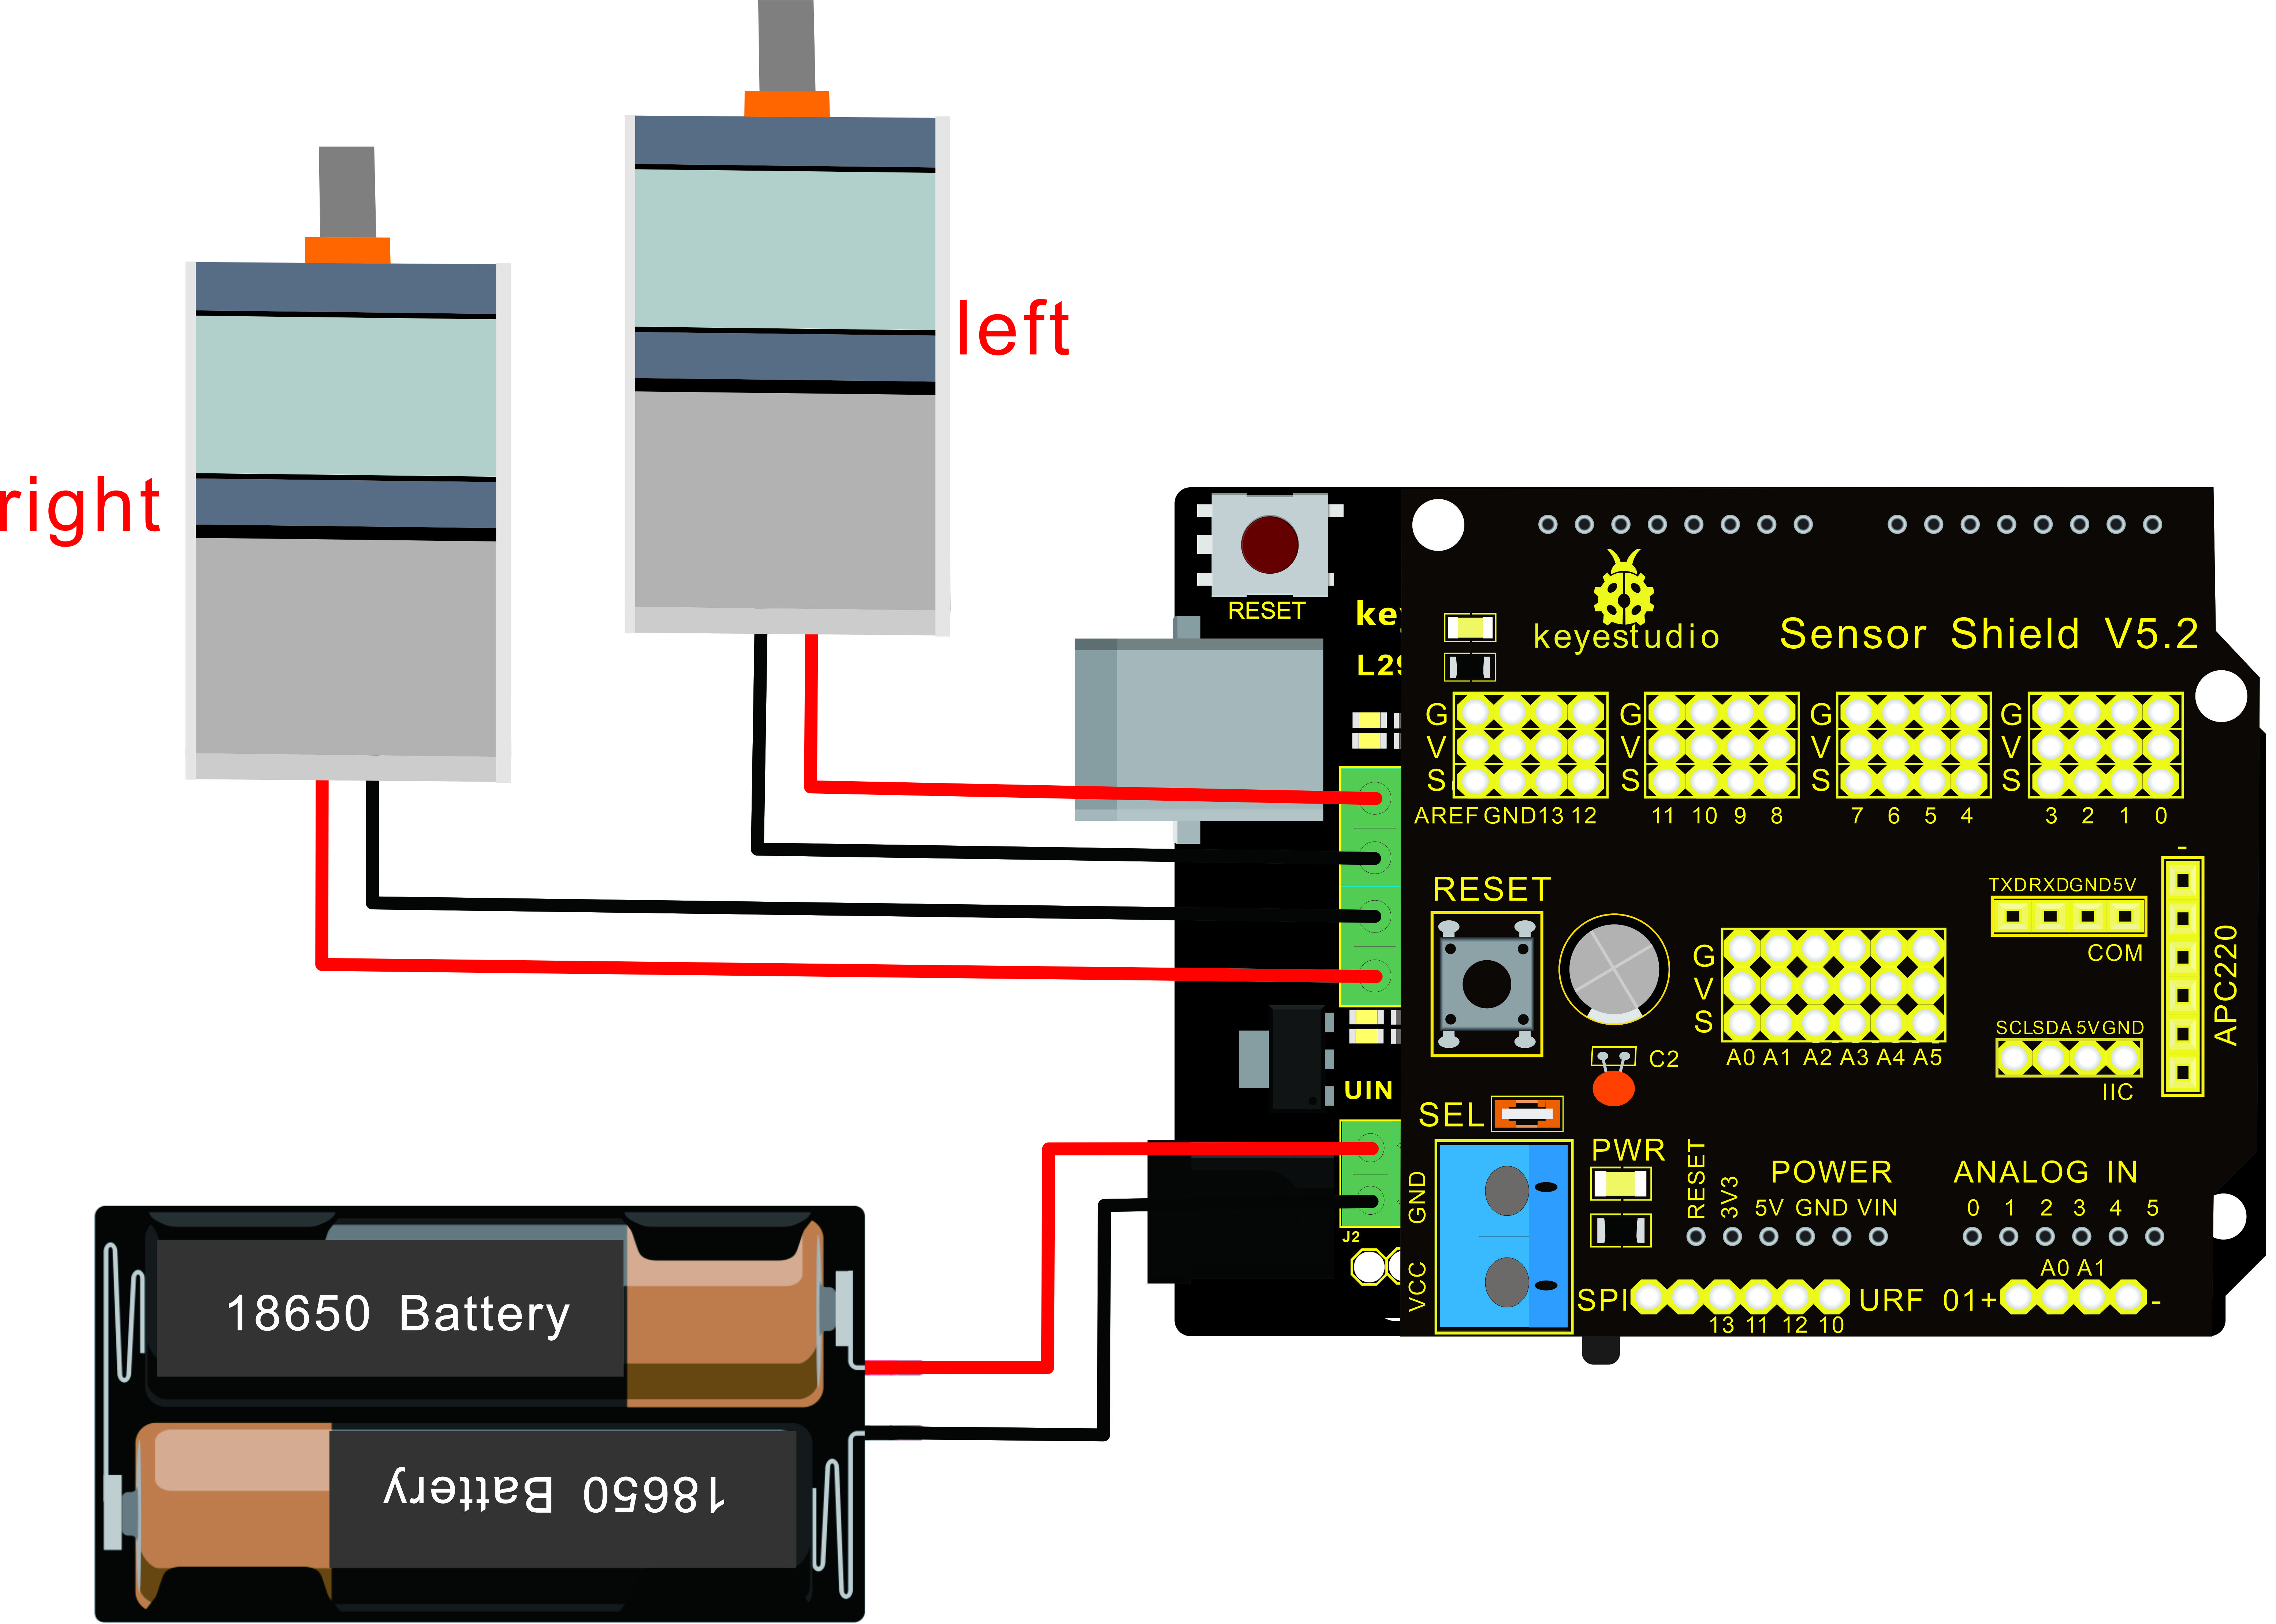 left
right
RESET
key
L29
keyestudio
Sensor Shield V5.2
G
V
S
AREF GND 13 12
G
V
S
11 10 9 8
G
V
S
7 6 5 4
G
V
S
3 2 1 0
-
RESET
TXD RXD GND 5V
COM
APC220
G
V
S
A0 A1 A2 A3 A4 A5
SCL SDA 5V GND
IIC
C2
UIN
SEL
PWR
GND
VCC
J2
RESET
3V3
POWER
5V GND VIN
ANALOG IN
0 1 2 3 4 5
A0 A1
SPI
URF 01+
-
13 11 12 10
18650 Battery
18650 Battery